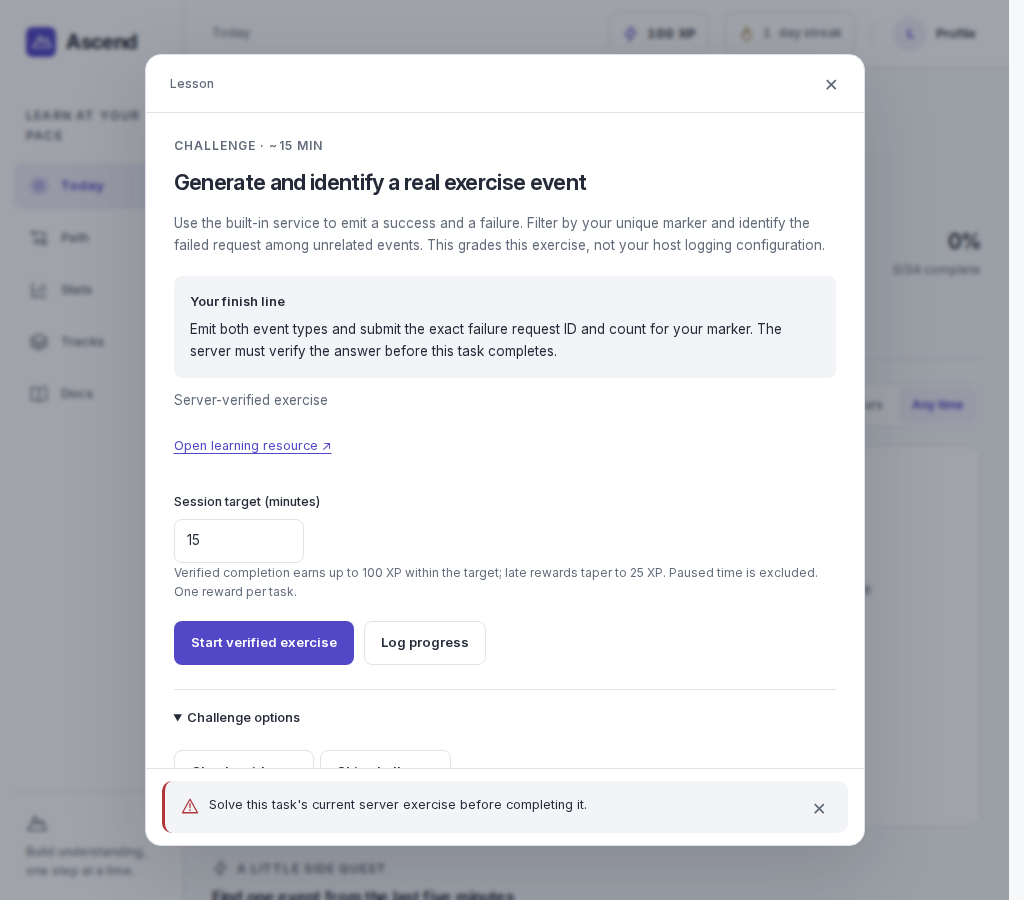 Ascend
Today
100 XP
1 day streak
L
Profile
LEARN AT YOUR
PACE
Today
Path
Stats
Tracks
Docs
Build understanding,
one step at a time.
Lesson
CHALLENGE · ~15 MIN
Generate and identify a real exercise event
Use the built-in service to emit a success and a failure. Filter by your unique marker and identify the
failed request among unrelated events. This grades this exercise, not your host logging configuration.
Your finish line
Emit both event types and submit the exact failure request ID and count for your marker. The
server must verify the answer before this task completes.
Server-verified exercise
Open learning resource ↗
Session target (minutes)
15
Verified completion earns up to 100 XP within the target; late rewards taper to 25 XP. Paused time is excluded.
One reward per task.
Start verified exercise
Log progress
▼ Challenge options
Solve this task's current server exercise before completing it.
0%
0/34 complete
Any time
A LITTLE SIDE QUEST
Find one event from the last five minutes